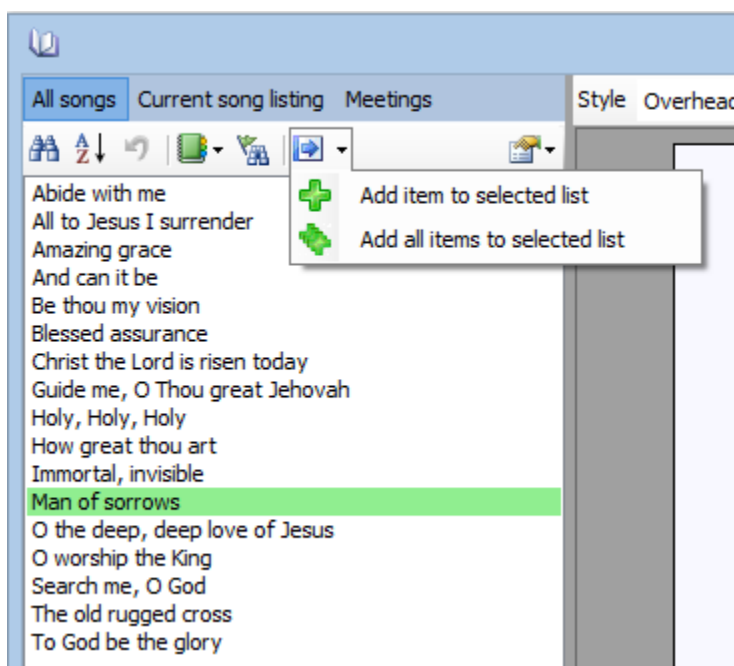 All songs Current song listing Meetings Style Overhead
A
Z
Add item to selected list
Add all items to selected list
Abide with me
All to Jesus I surrender
Amazing grace
And can it be
Be thou my vision
Blessed assurance
Christ the Lord is risen today
Guide me, O Thou great Jehovah
Holy, Holy, Holy
How great thou art
Immortal, invisible
Man of sorrows
O the deep, deep love of Jesus
O worship the King
Search me, O God
The old rugged cross
To God be the glory